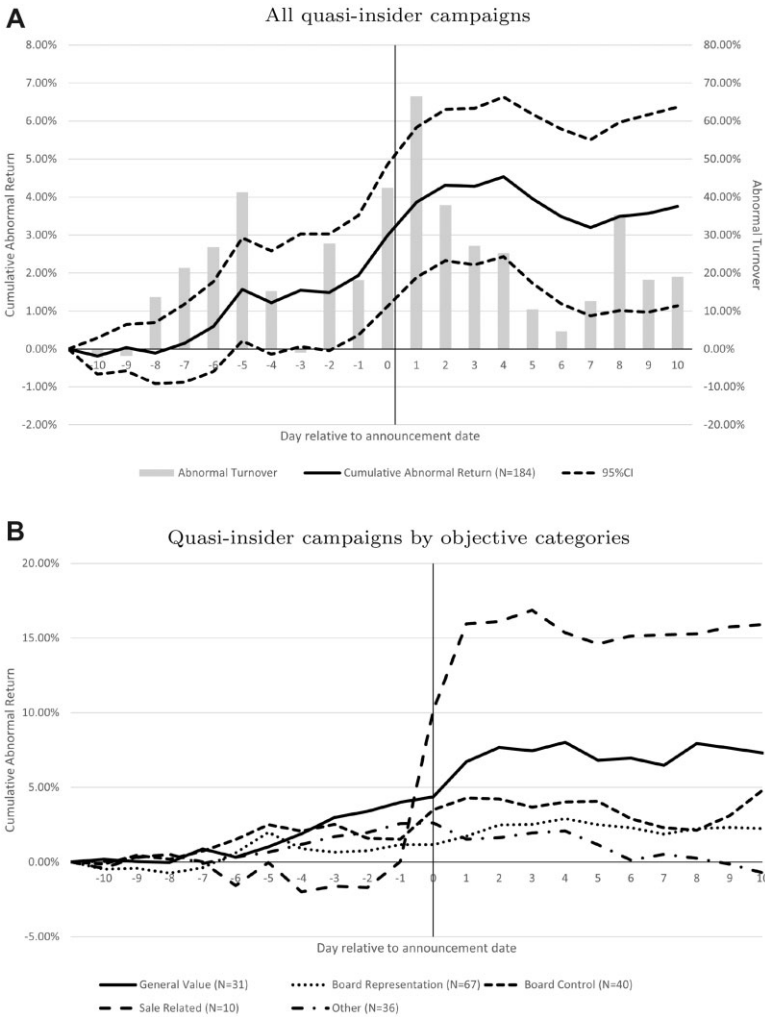 A
All quasi-insider campaigns
8.00% 80.00%
7.00% 70.00%
6.00% 60.00%
5.00% 50.00%
4.00% 40.00%
3.00% 30.00%
2.00% 20.00%
1.00% 10.00%
0.00% 0.00%
-10 -9 -8 -7 -6 -5 -4 -3 -2 -1 0 1 2 3 4 5 6 7 8 9 10
-1.00% -10.00%
-2.00% -20.00%
Cumulative Abnormal Return
Abnormal Turnover
Day relative to announcement date
Abnormal Turnover Cumulative Abnormal Return (N=184) 95%CI
B
Quasi-insider campaigns by objective categories
20.00%
15.00%
10.00%
5.00%
0.00%
-10 -9 -8 -7 -6 -5 -4 -3 -2 -1 0 1 2 3 4 5 6 7 8 9 10
-5.00%
Cumulative Abnormal Return
Day relative to announcement date
General Value (N=31) Board Representation (N=67) Board Control (N=40)
Sale Related (N=10) Other (N=36)